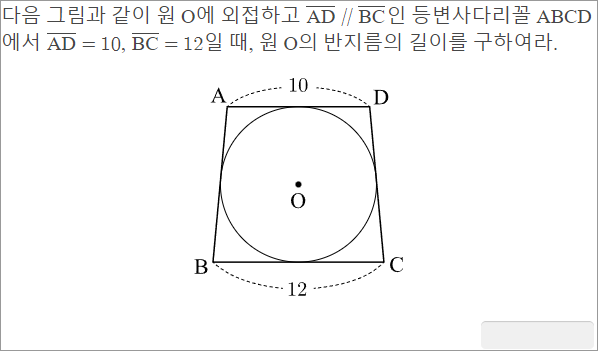 다음 그림과 같이 원 O에 외접하고 AD // BC인 등변사다리꼴 ABCD
에서 AD = 10, BC = 12일 때, 원 O의 반지름의 길이를 구하여라.
10
A
D
O
B
C
12